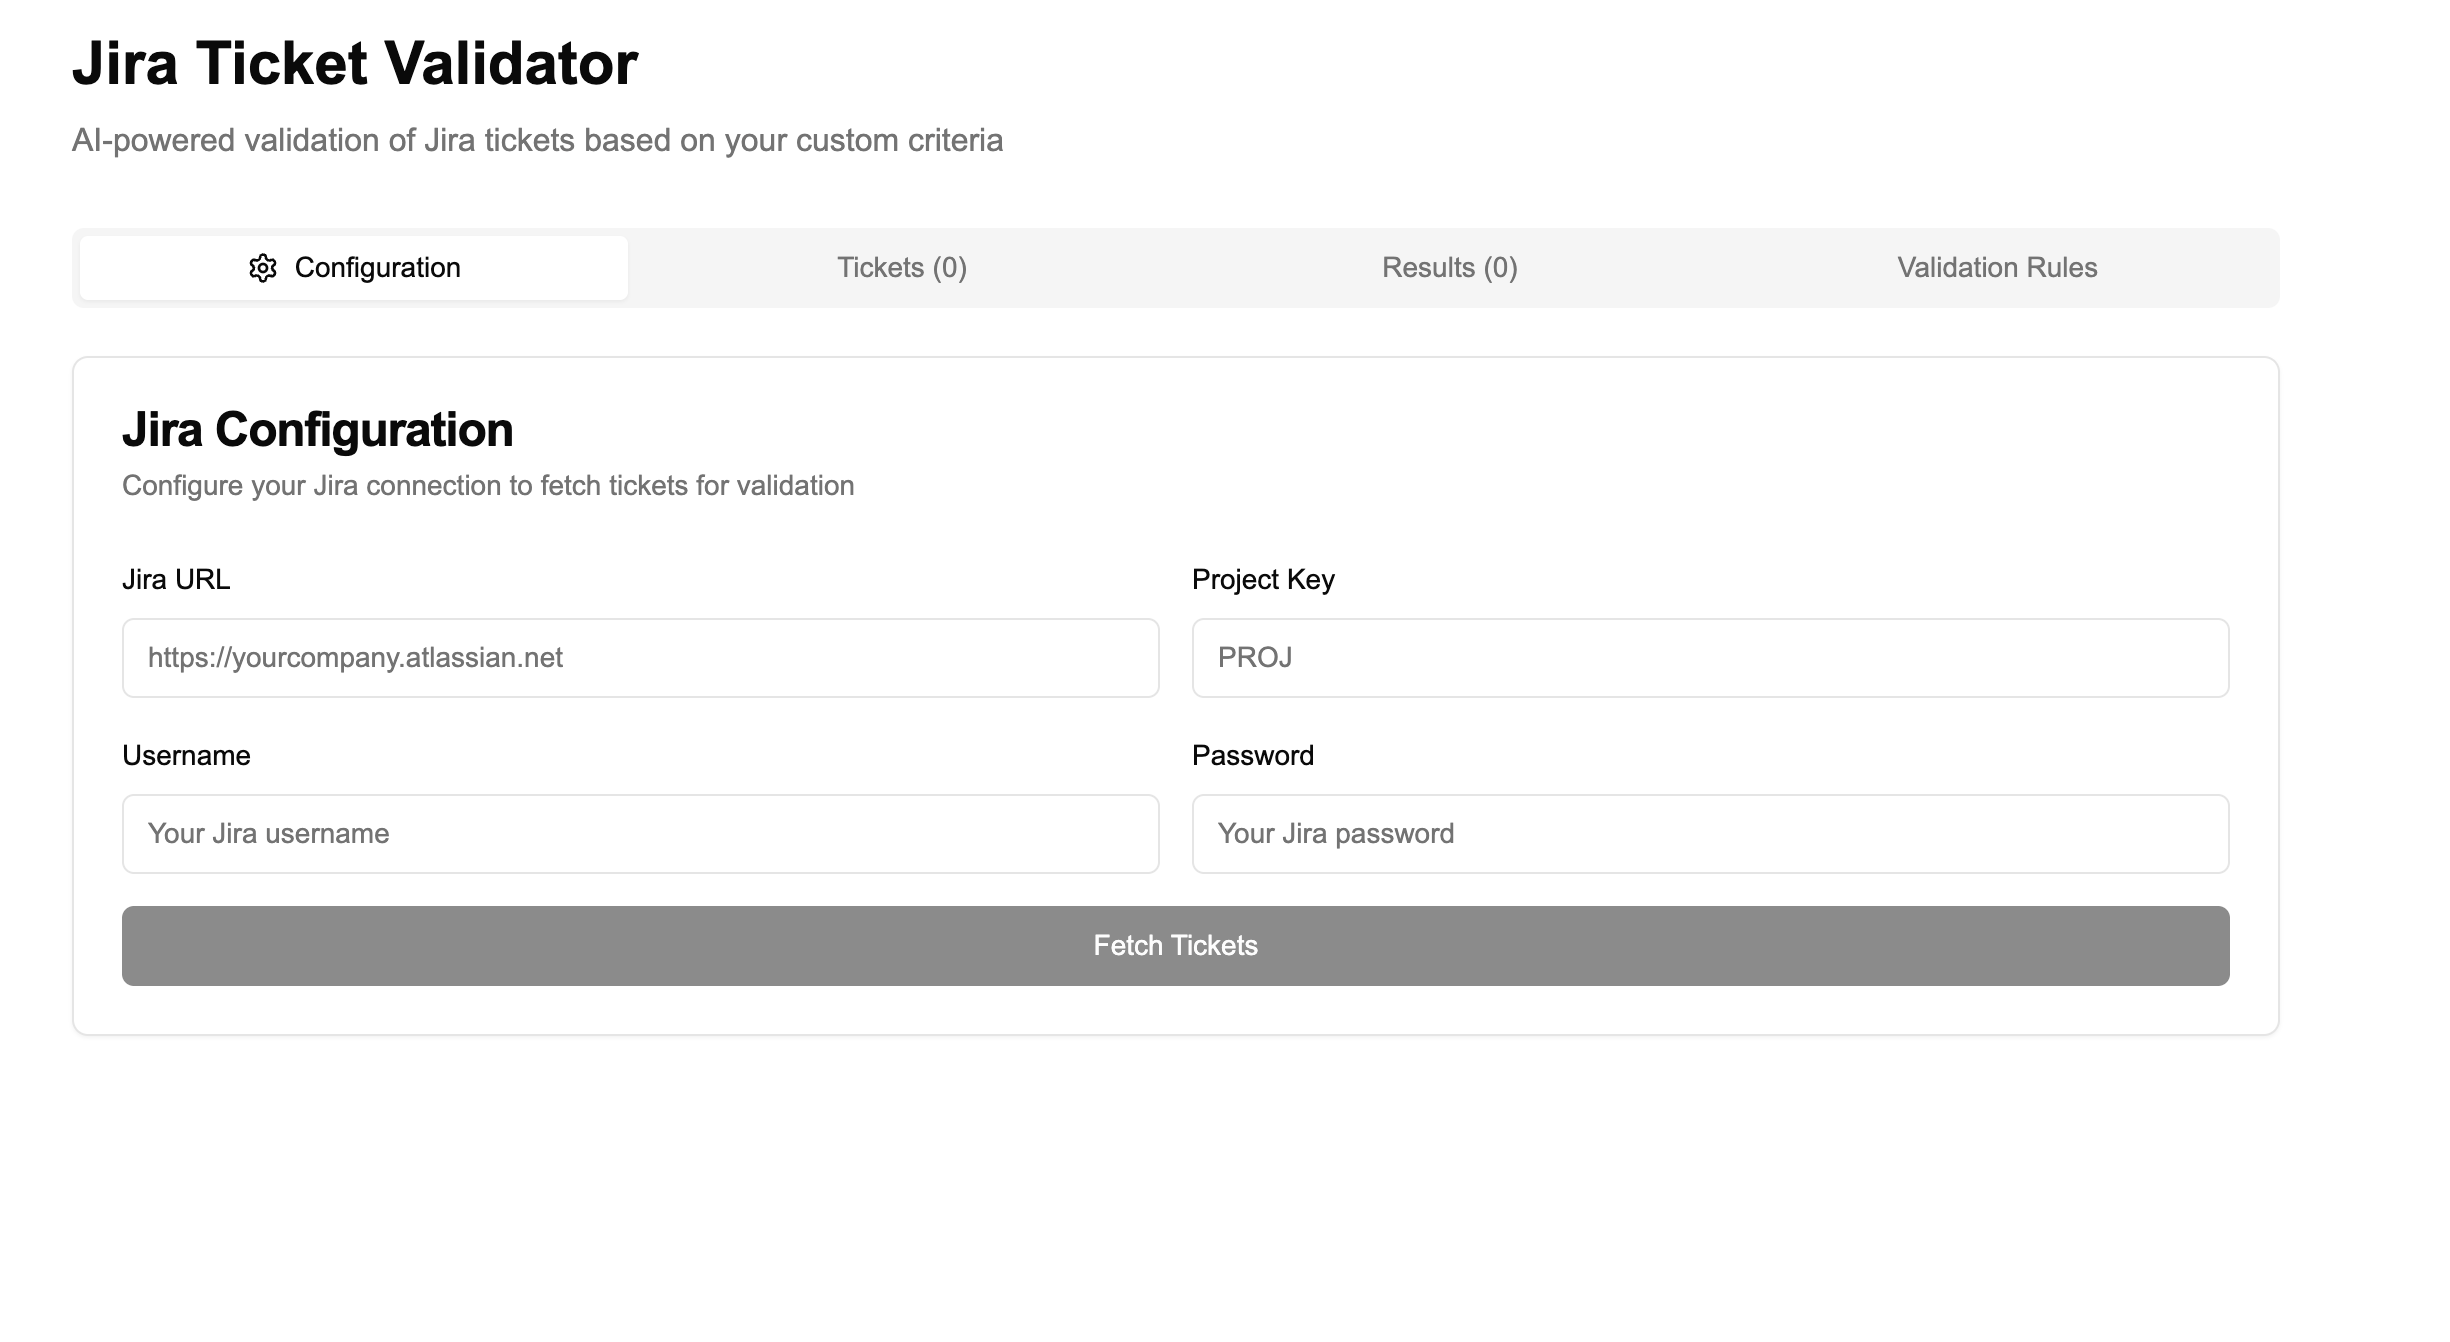 Jira Ticket Validator
AI-powered validation of Jira tickets based on your custom criteria
Configuration
Tickets (0)
Results (0)
Validation Rules
Jira Configuration
Configure your Jira connection to fetch tickets for validation
Jira URL
https://yourcompany.atlassian.net
Project Key
PROJ
Username
Your Jira username
Password
Your Jira password
Fetch Tickets